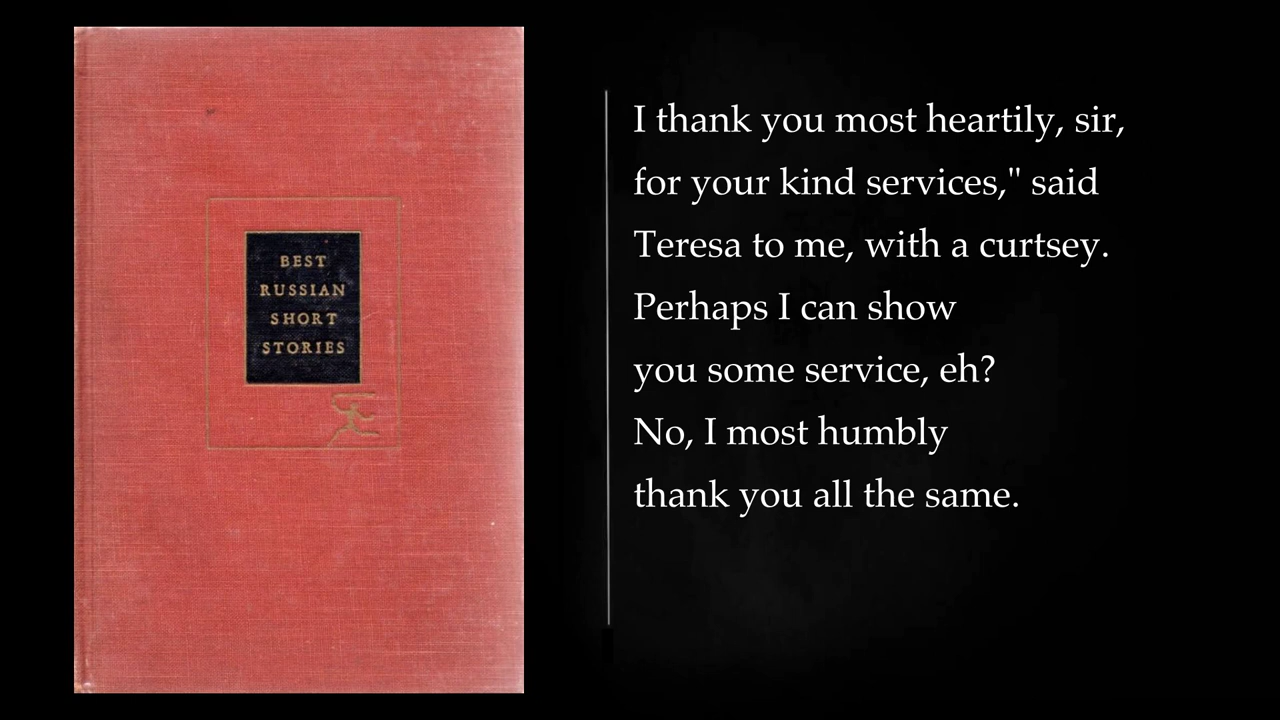 BEST
RUSSIAN
SHORT
STORIES
I thank you most heartily, sir,
for your kind services," said
Teresa to me, with a curtsey.
Perhaps I can show
you some service, eh?
No, I most humbly
thank you all the same.